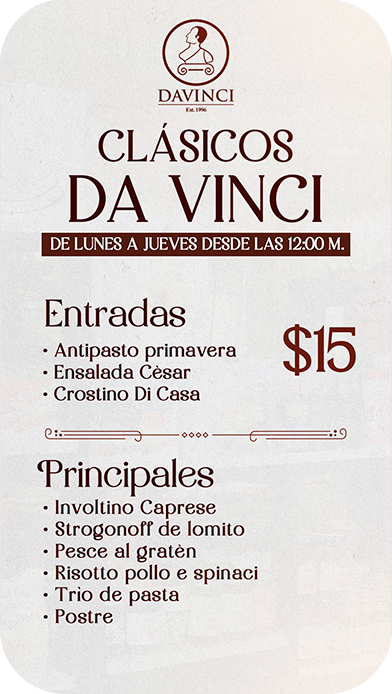 DAVINCI
Est. 1996
CLÁSICOS
DA VINCI
DE LUNES A JUEVES DESDE LAS 12:00 M.
Entradas
• Antipasto primavera
• Ensalada Cèsar
• Crostino Di Casa
$15
Principales
• Involtino Caprese
• Strogonoff de lomito
• Pesce al gratèn
• Risotto pollo e spinaci
• Trìo de pasta
• Postre